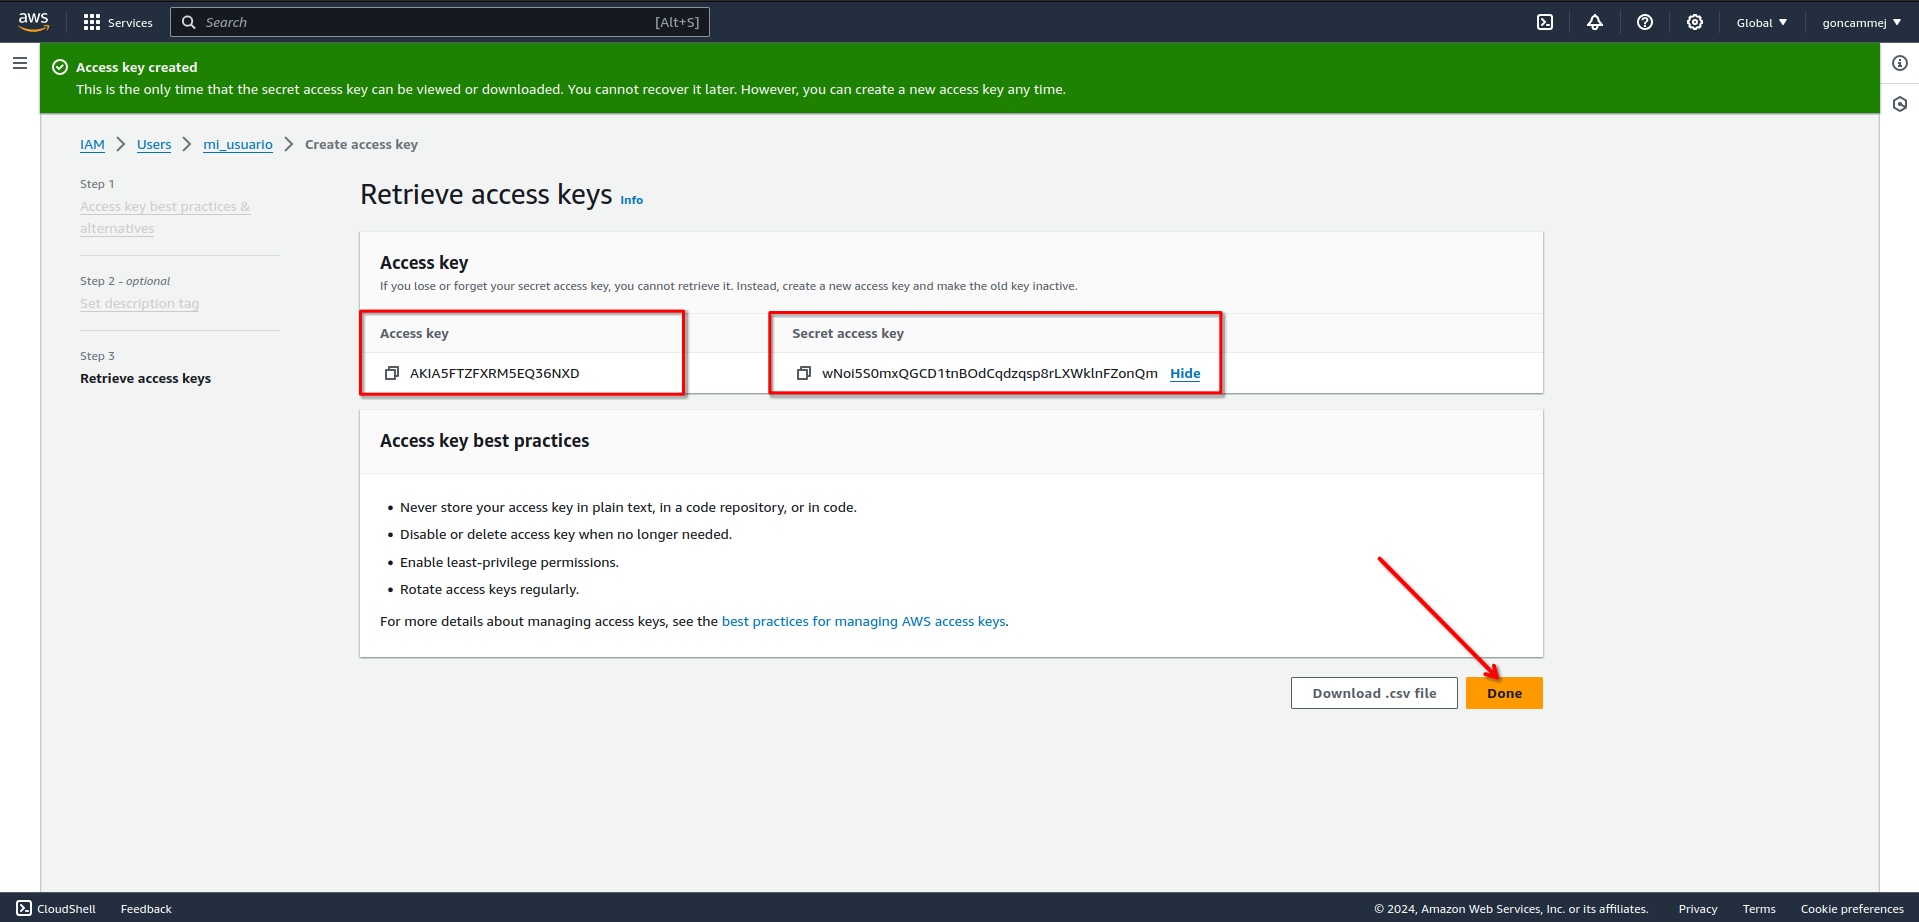 aws
Services
Search
[Alt+S]
Global
goncammej
Access key created
This is the only time that the secret access key can be viewed or downloaded. You cannot recover it later. However, you can create a new access key any time.
IAM > Users > mi_usuario > Create access key
Step 1
Access key best practices &
alternatives
Step 2 - optional
Set description tag
Step 3
Retrieve access keys
Retrieve access keys Info
Access key
If you lose or forget your secret access key, you cannot retrieve it. Instead, create a new access key and make the old key inactive.
Access key
Secret access key
AKIA5FTZFXRM5EQ36NXD
wNoi5S0mxQGCD1tnBOdCqdzqsp8rLXWklnFZonQm Hide
Access key best practices
• Never store your access key in plain text, in a code repository, or in code.
• Disable or delete access key when no longer needed.
• Enable least-privilege permissions.
• Rotate access keys regularly.
For more details about managing access keys, see the best practices for managing AWS access keys.
Download .csv file
Done
CloudShell
Feedback
© 2024, Amazon Web Services, Inc. or its affiliates.
Privacy
Terms
Cookie preferences